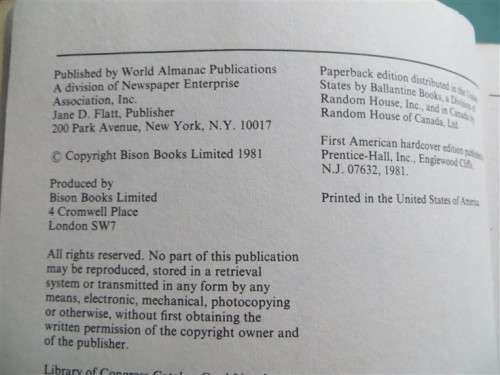 Published by World Almanac Publications
A division of Newspaper Enterprise
Association, Inc.
Jane D. Flatt, Publisher
200 Park Avenue, New York, N.Y. 10017
© Copyright Bison Books Limited 1981
Produced by
Bison Books Limited
4 Cromwell Place
London SW7
All rights reserved. No part of this publication
may be reproduced, stored in a retrieval
system or transmitted in any form by any
means, electronic, mechanical, photocopying
or otherwise, without first obtaining the
written permission of the copyright owner and
of the publisher.
Library of Congress
Paperback edition distributed in the United
States by Ballantine Books, a Division of
Random House, Inc., and in Canada by
Random House of Canada, Ltd.
First American hardcover edition
Prentice-Hall, Inc., Englewood Cliffs,
N.J. 07632, 1981.
Printed in the United States of America